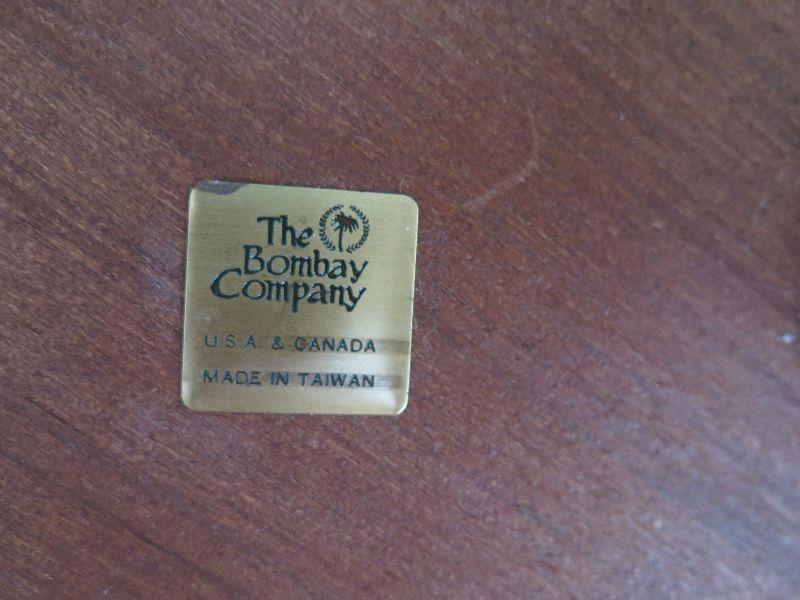 The
Bombay
Company
U.S.A. & CANADA
MADE IN TAIWAN